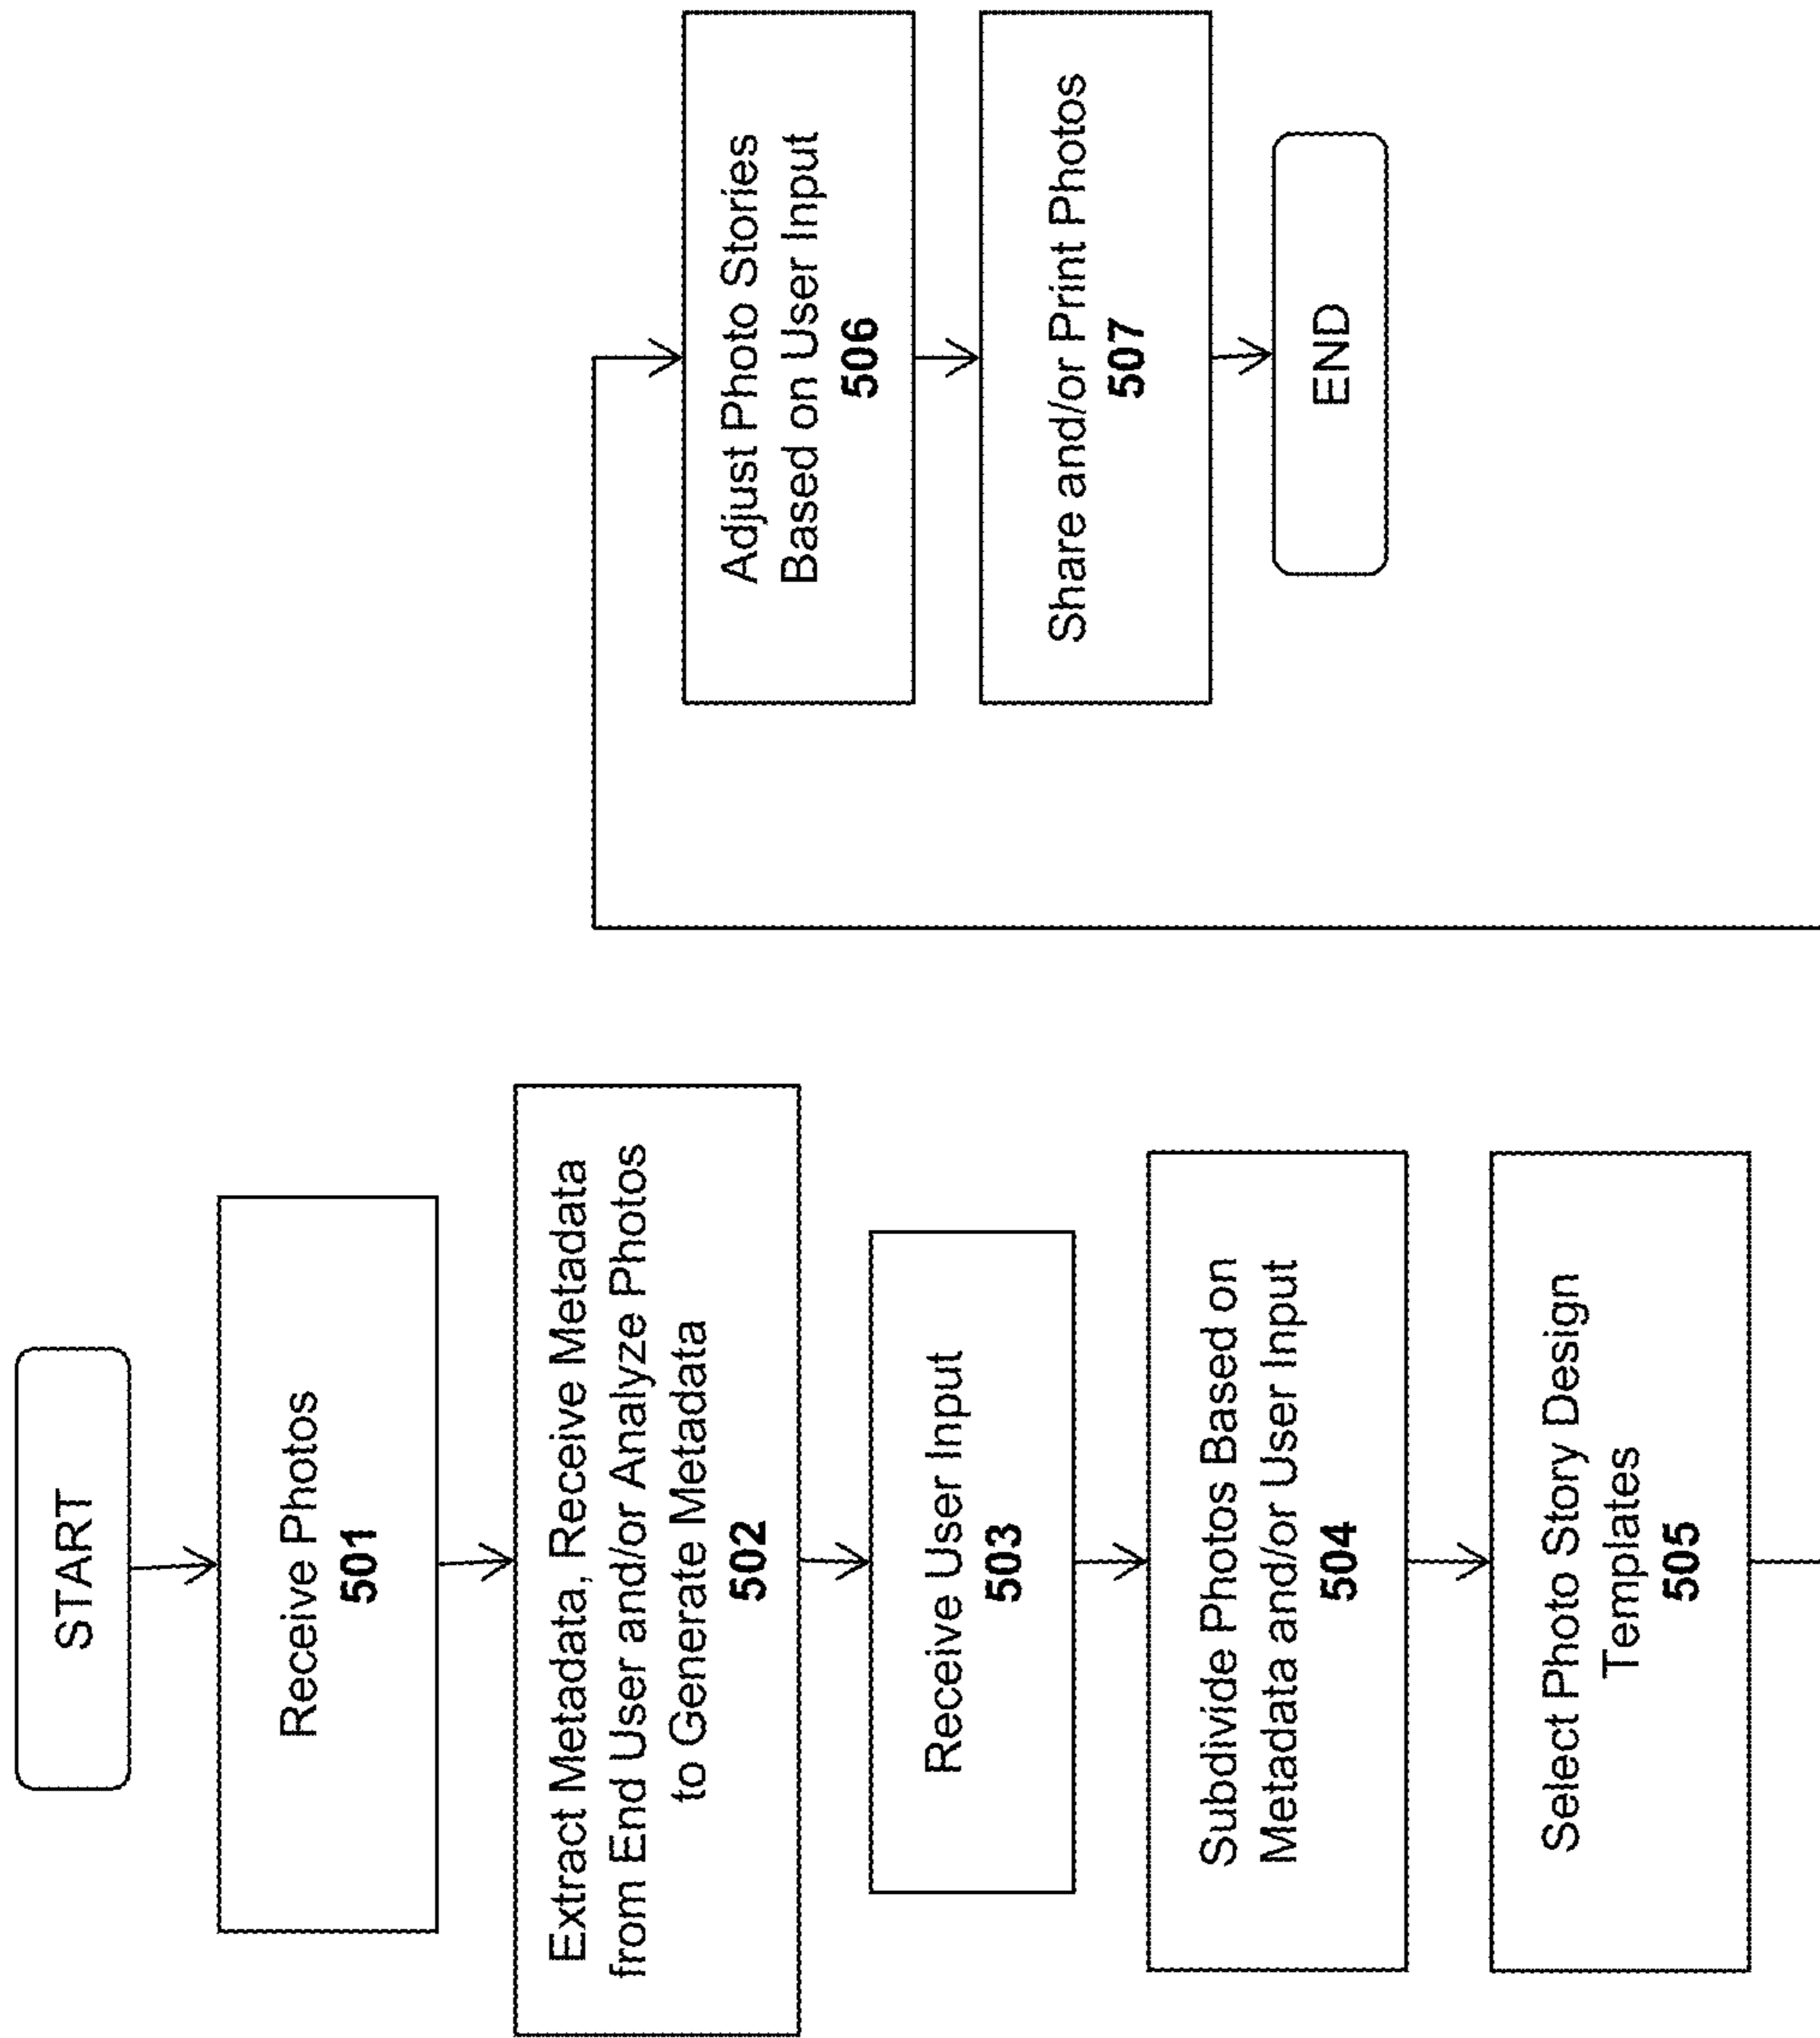 START
Receive Photos
501
Extract Metadata, Receive Metadata
from End User and/or Analyze Photos
to Generate Metadata
502
Receive User Input
503
Subdivide Photos Based on
Metadata and/or User Input
504
Select Photo Story Design
Templates
505
Adjust Photo Stories
Based on User Input
506
Share and/or Print Photos
507
END